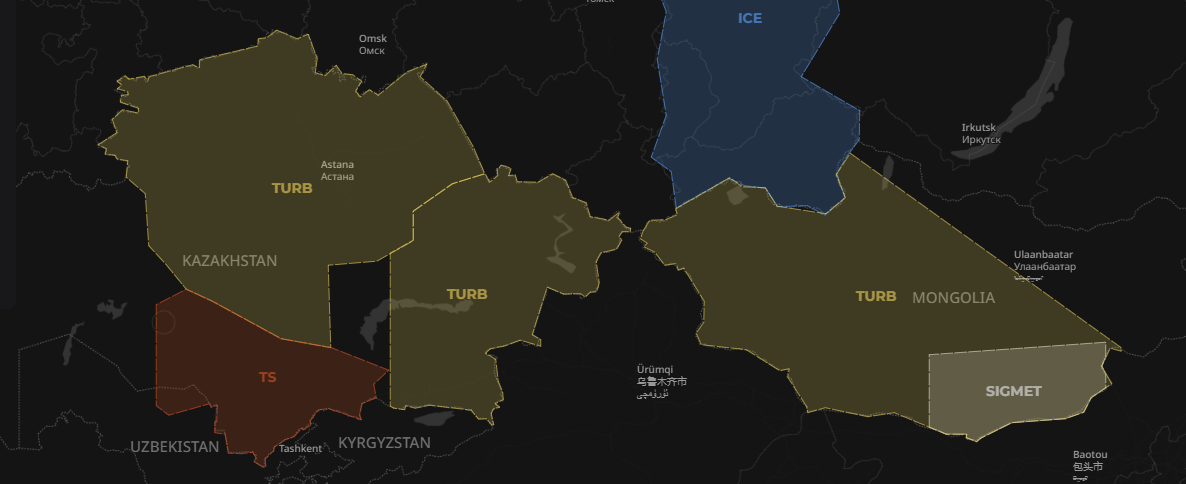 ICE
Omsk
Омск
Irkutsk
Иркутск
Astana
Астана
TURB
KAZAKHSTAN
Ulaanbaatar
Улаанбаатар
TURB
TURB
MONGOLIA
TS
Ürümqi
乌鲁木齐市
ئۈرۈمچى
SIGMET
UZBEKISTAN
Tashkent
KYRGYZSTAN
Baotou
包头市